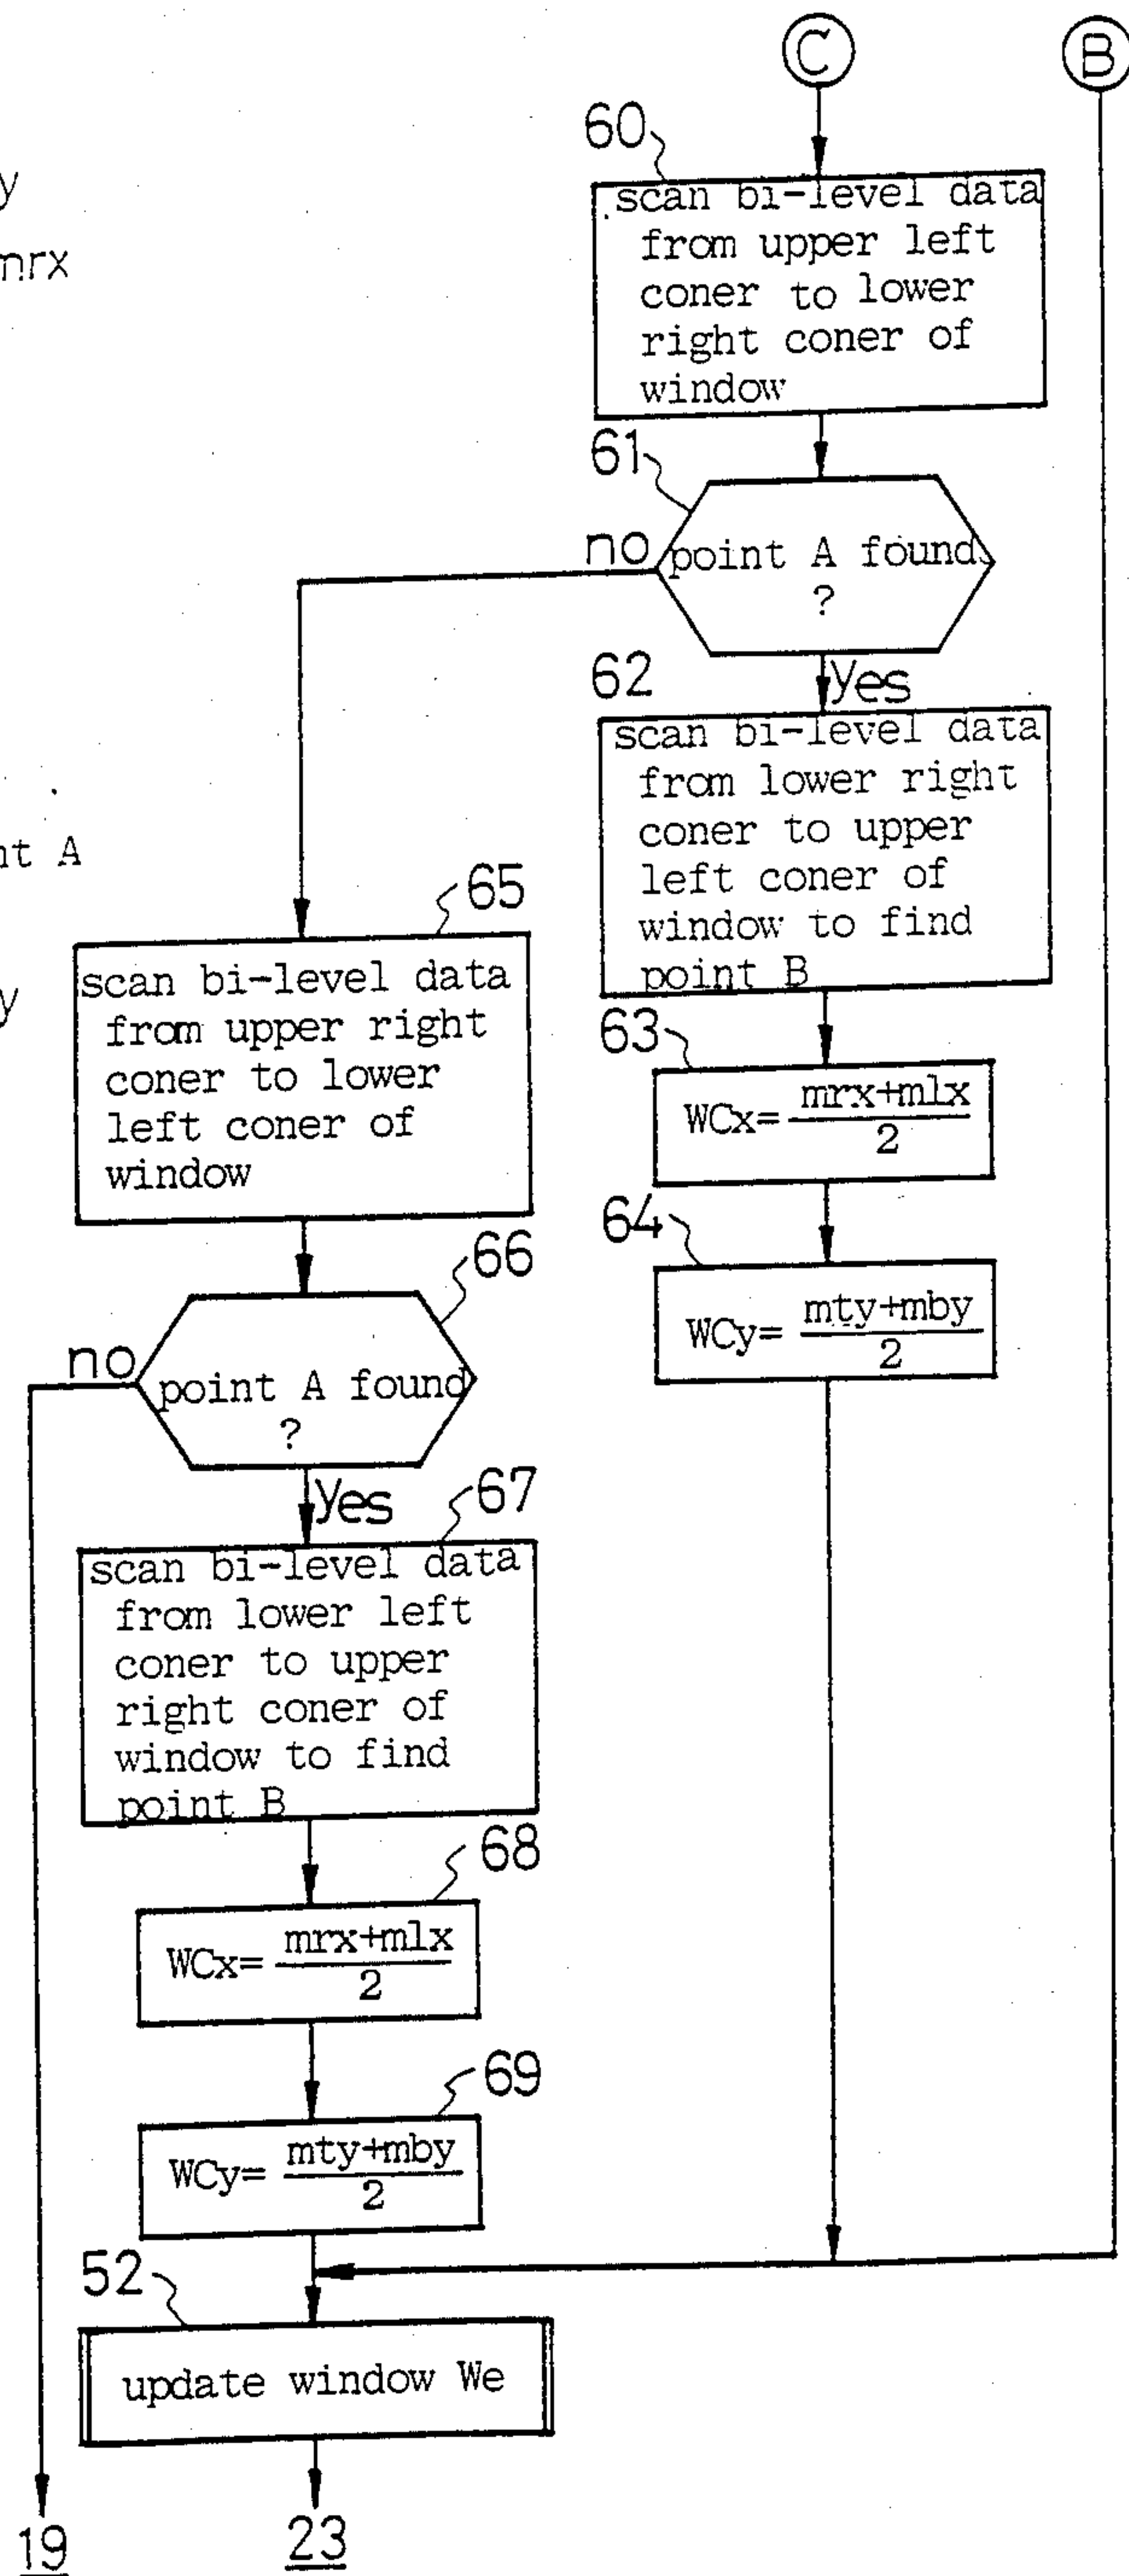 C
B
60
y
mrx
scan bi-level data
from upper left
coner to lower
right coner of
window
61
no
point A found
?
62
Yes
scan bi-level data
from lower right
coner to upper
left coner of
window to find
point B
nt A
y
65
scan bi-level data
from upper right
coner to lower
left coner of
window
63
WCx= mrx+mlx
2
64
WCy= mty+mby
2
66
no
point A found
?
Yes
67
scan bi-level data
from lower left
coner to upper
right coner of
window to find
point B
68
WCx= mrx+mlx
2
69
WCy= mty+mby
2
52
update window We
19
23